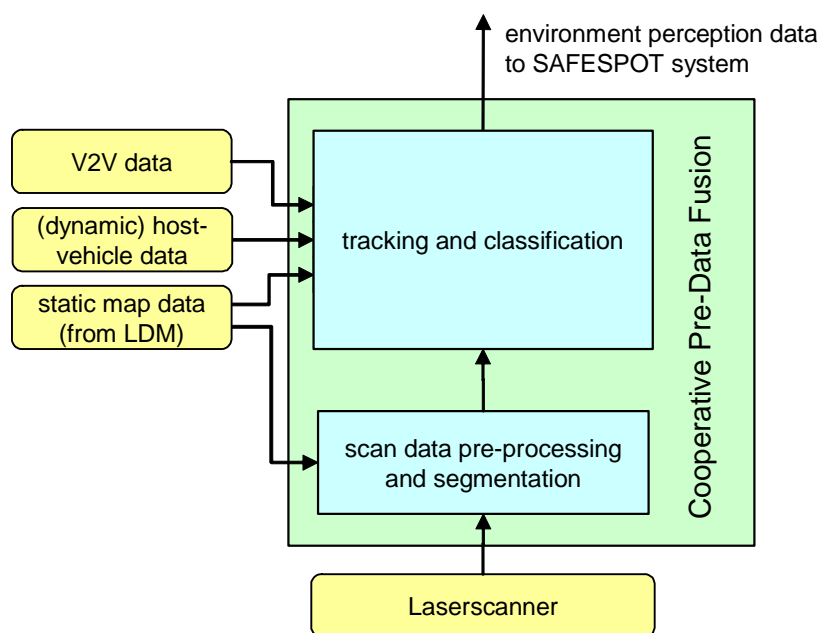 environment perception data
to SAFESPOT system
V2V data
(dynamic) host-
vehicle data
static map data
(from LDM)
tracking and classification
scan data pre-processing
and segmentation
Cooperative Pre-Data Fusion
Laserscanner